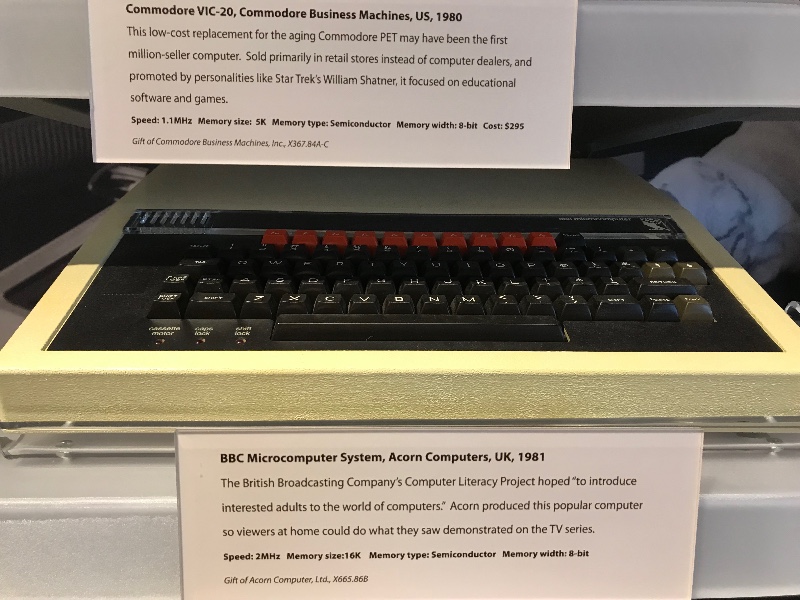 Commodore VIC-20, Commodore Business Machines, US, 1980
This low-cost replacement for the aging Commodore PET may have been the first
million-seller computer. Sold primarily in retail stores instead of computer dealers, and
promoted by personalities like Star Trek's William Shatner, it focused on educational
software and games.
Speed: 1.1MHz Memory size: 5K Memory type: Semiconductor Memory width: 8-bit Cost: $295
Gift of Commodore Business Machines, Inc., X367.84A-C
cassette motor caps lock shift lock
BBC Microcomputer System, Acorn Computers, UK, 1981
The British Broadcasting Company's Computer Literacy Project hoped "to introduce
interested adults to the world of computers." Acorn produced this popular computer
so viewers at home could do what they saw demonstrated on the TV series.
Speed: 2MHz Memory size:16K Memory type: Semiconductor Memory width: 8-bit
Gift of Acorn Computer, Ltd., X665.86B